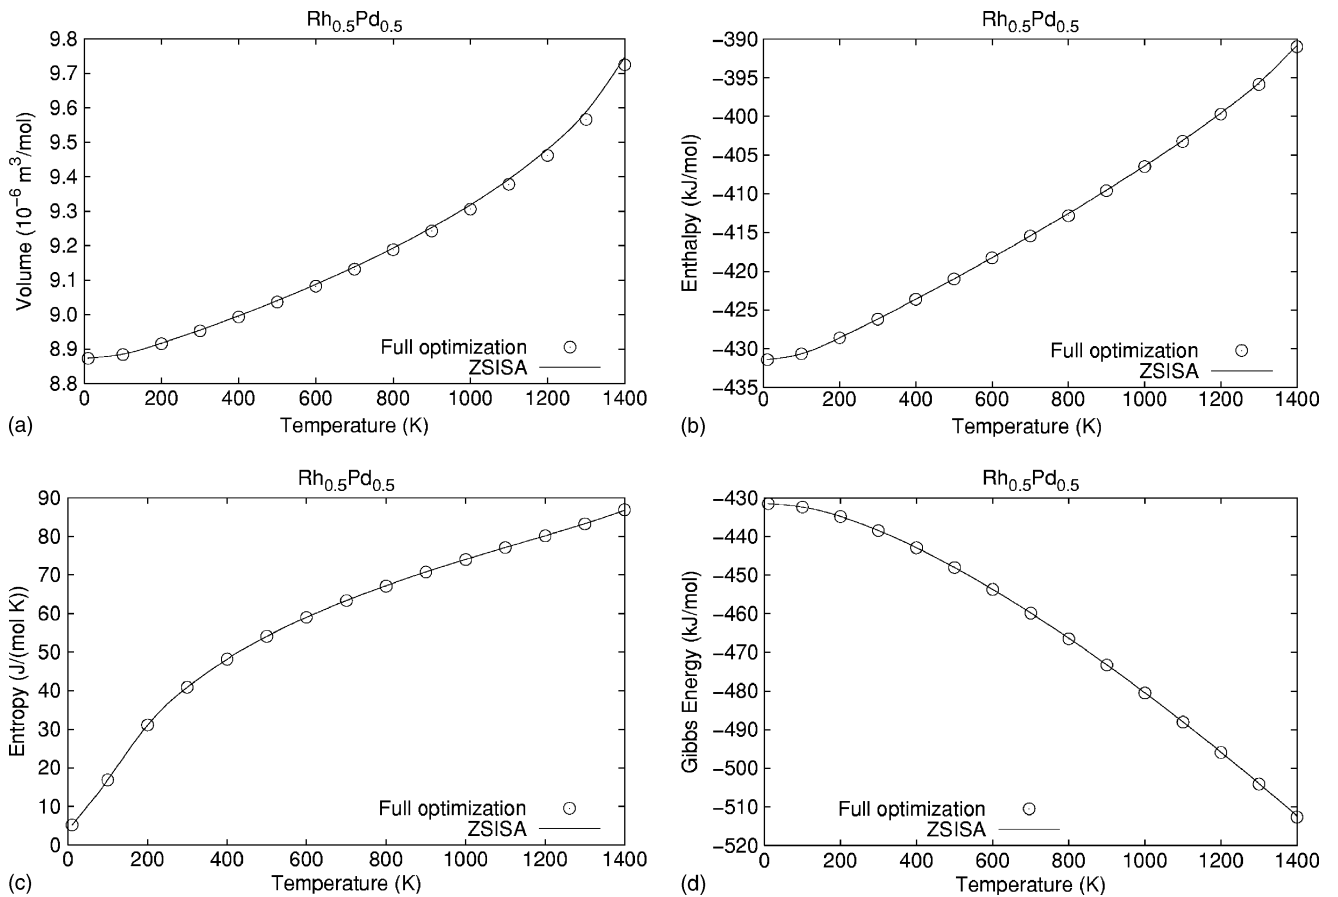 Rh0.5Pd0.5
9.8
9.7
9.6
9.5
9.4
9.3
9.2
9.1
9.0
8.9
8.8
Volume (10−6 m3/mol)
Full optimization
ZSISA
0 200 400 600 800 1000 1200 1400
Temperature (K)
(a)
Rh0.5Pd0.5
−390
−395
−400
−405
−410
−415
−420
−425
−430
−435
Enthalpy (kJ/mol)
Full optimization
ZSISA
0 200 400 600 800 1000 1200 1400
Temperature (K)
(b)
Rh0.5Pd0.5
90
80
70
60
50
40
30
20
10
0
Entropy (J/(mol K))
Full optimization
ZSISA
0 200 400 600 800 1000 1200 1400
Temperature (K)
(c)
Rh0.5Pd0.5
−430
−440
−450
−460
−470
−480
−490
−500
−510
−520
Gibbs Energy (kJ/mol)
Full optimization
ZSISA
0 200 400 600 800 1000 1200 1400
Temperature (K)
(d)